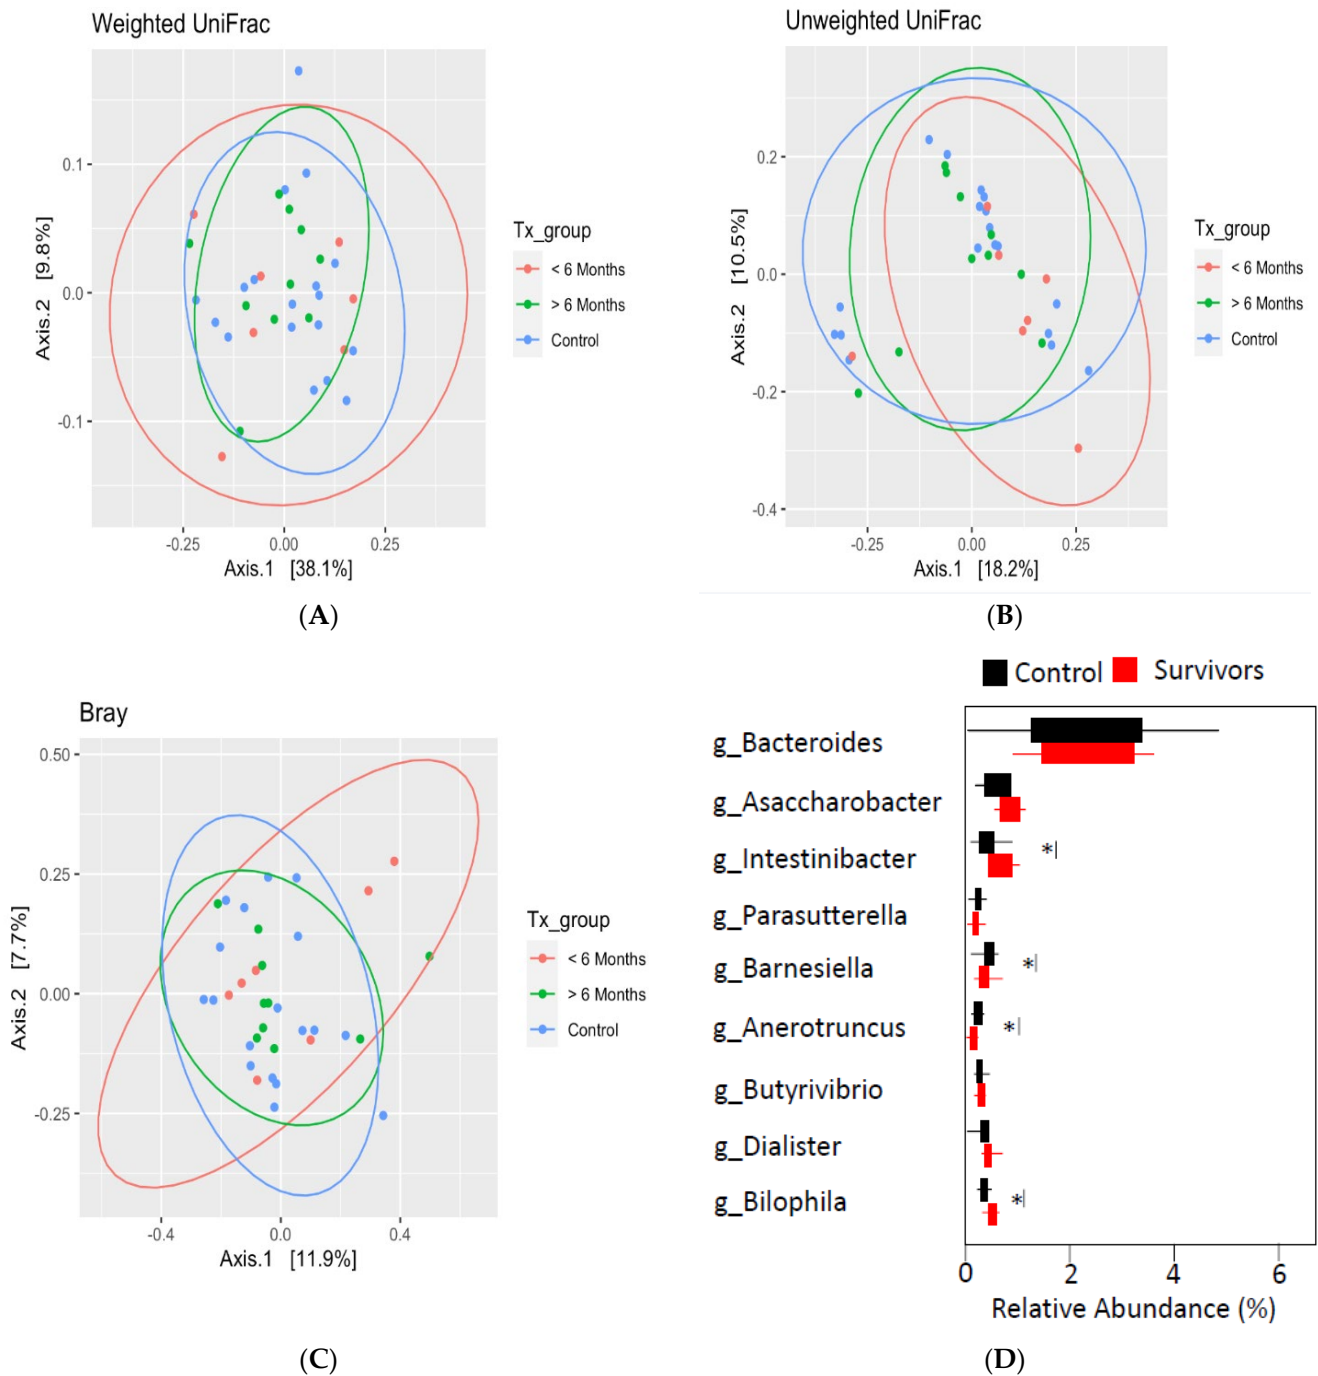 Weighted UniFrac
Axis.2 [9.8%]
0.1
0.0
-0.1
-0.25 0.00 0.25
Axis.1 [38.1%]
Tx_group
< 6 Months
> 6 Months
Control
(A)
Unweighted UniFrac
Axis.2 [10.5%]
0.2
0.0
-0.2
-0.4
-0.25 0.00 0.25
Axis.1 [18.2%]
Tx_group
< 6 Months
> 6 Months
Control
(B)
Bray
Axis.2 [7.7%]
0.50
0.25
0.00
-0.25
-0.4 0.0 0.4
Axis.1 [11.9%]
Tx_group
< 6 Months
> 6 Months
Control
(C)
Control Survivors
g_Bacteroides
g_Asaccharobacter
g_Intestinibacter *|
g_Parasutterella
g_Barnesiella *|
g_Anerotruncus *|
g_Butyrivibrio
g_Dialister
g_Bilophila *|
0 2 4 6
Relative Abundance (%)
(D)